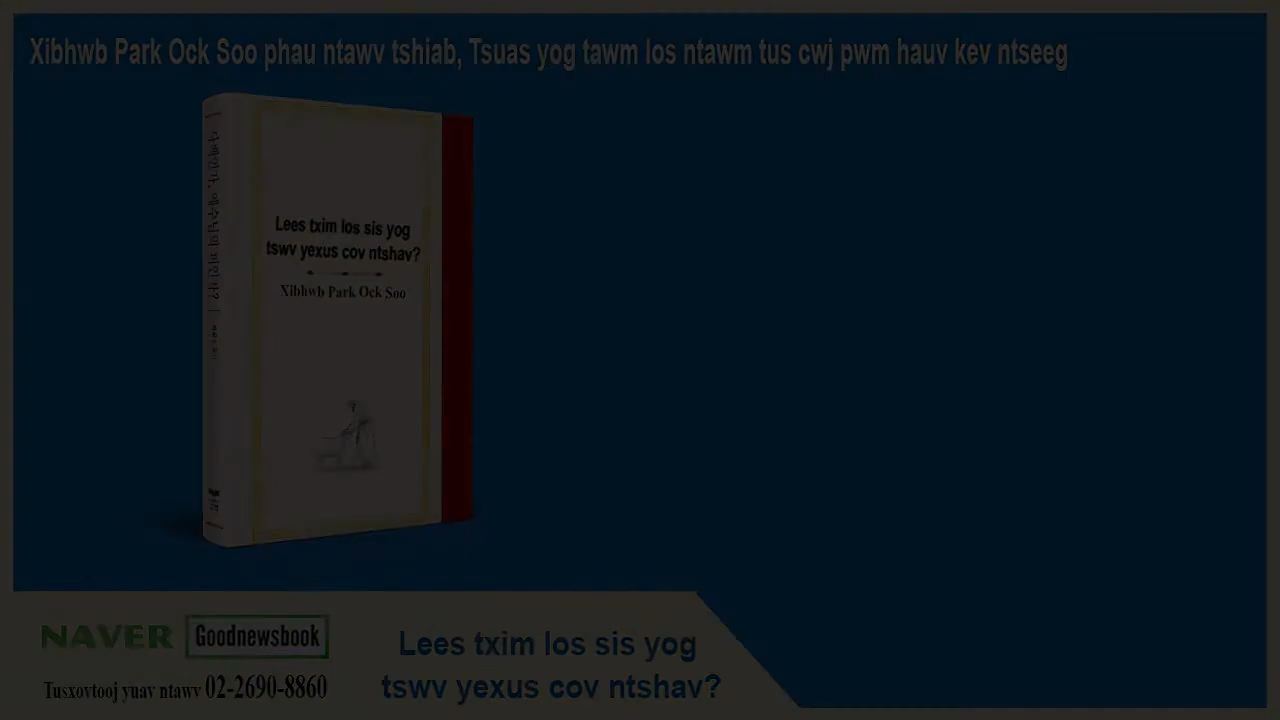 Xibhwb Park Ock Soo phau ntawv tshiab, Tsuas yog tawm los ntawm tus cwj pwm hauv kev ntseeg
Lees txim los sis yog
tswv yexus cov ntshav?
Xibhwb Park Ock Soo
NAVER Goodnewsbook
Tusxovtooj yuav ntawv 02-2690-8860
Lees txim los sis yog
tswv yexus cov ntshav?